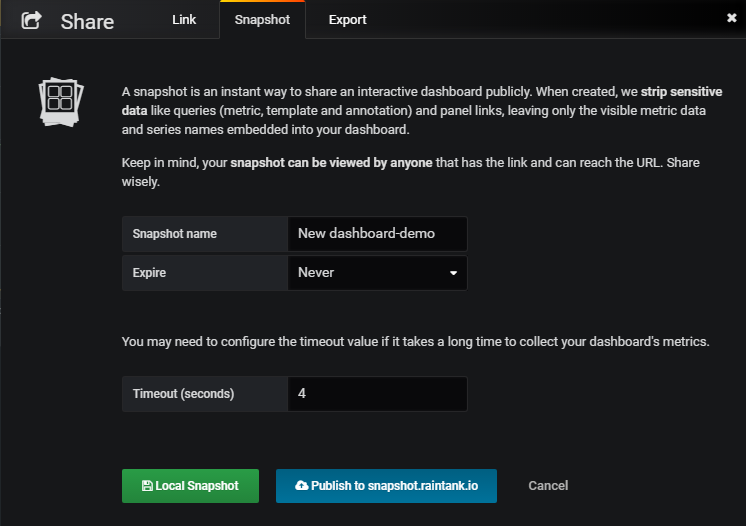 Share
Link
Snapshot
Export
A snapshot is an instant way to share an interactive dashboard publicly. When created, we strip sensitive
data like queries (metric, template and annotation) and panel links, leaving only the visible metric data
and series names embedded into your dashboard.
Keep in mind, your snapshot can be viewed by anyone that has the link and can reach the URL. Share
wisely.
Snapshot name
New dashboard-demo
Expire
Never
You may need to configure the timeout value if it takes a long time to collect your dashboard's metrics.
Timeout (seconds)
4
Local Snapshot
Publish to snapshot.raintank.io
Cancel